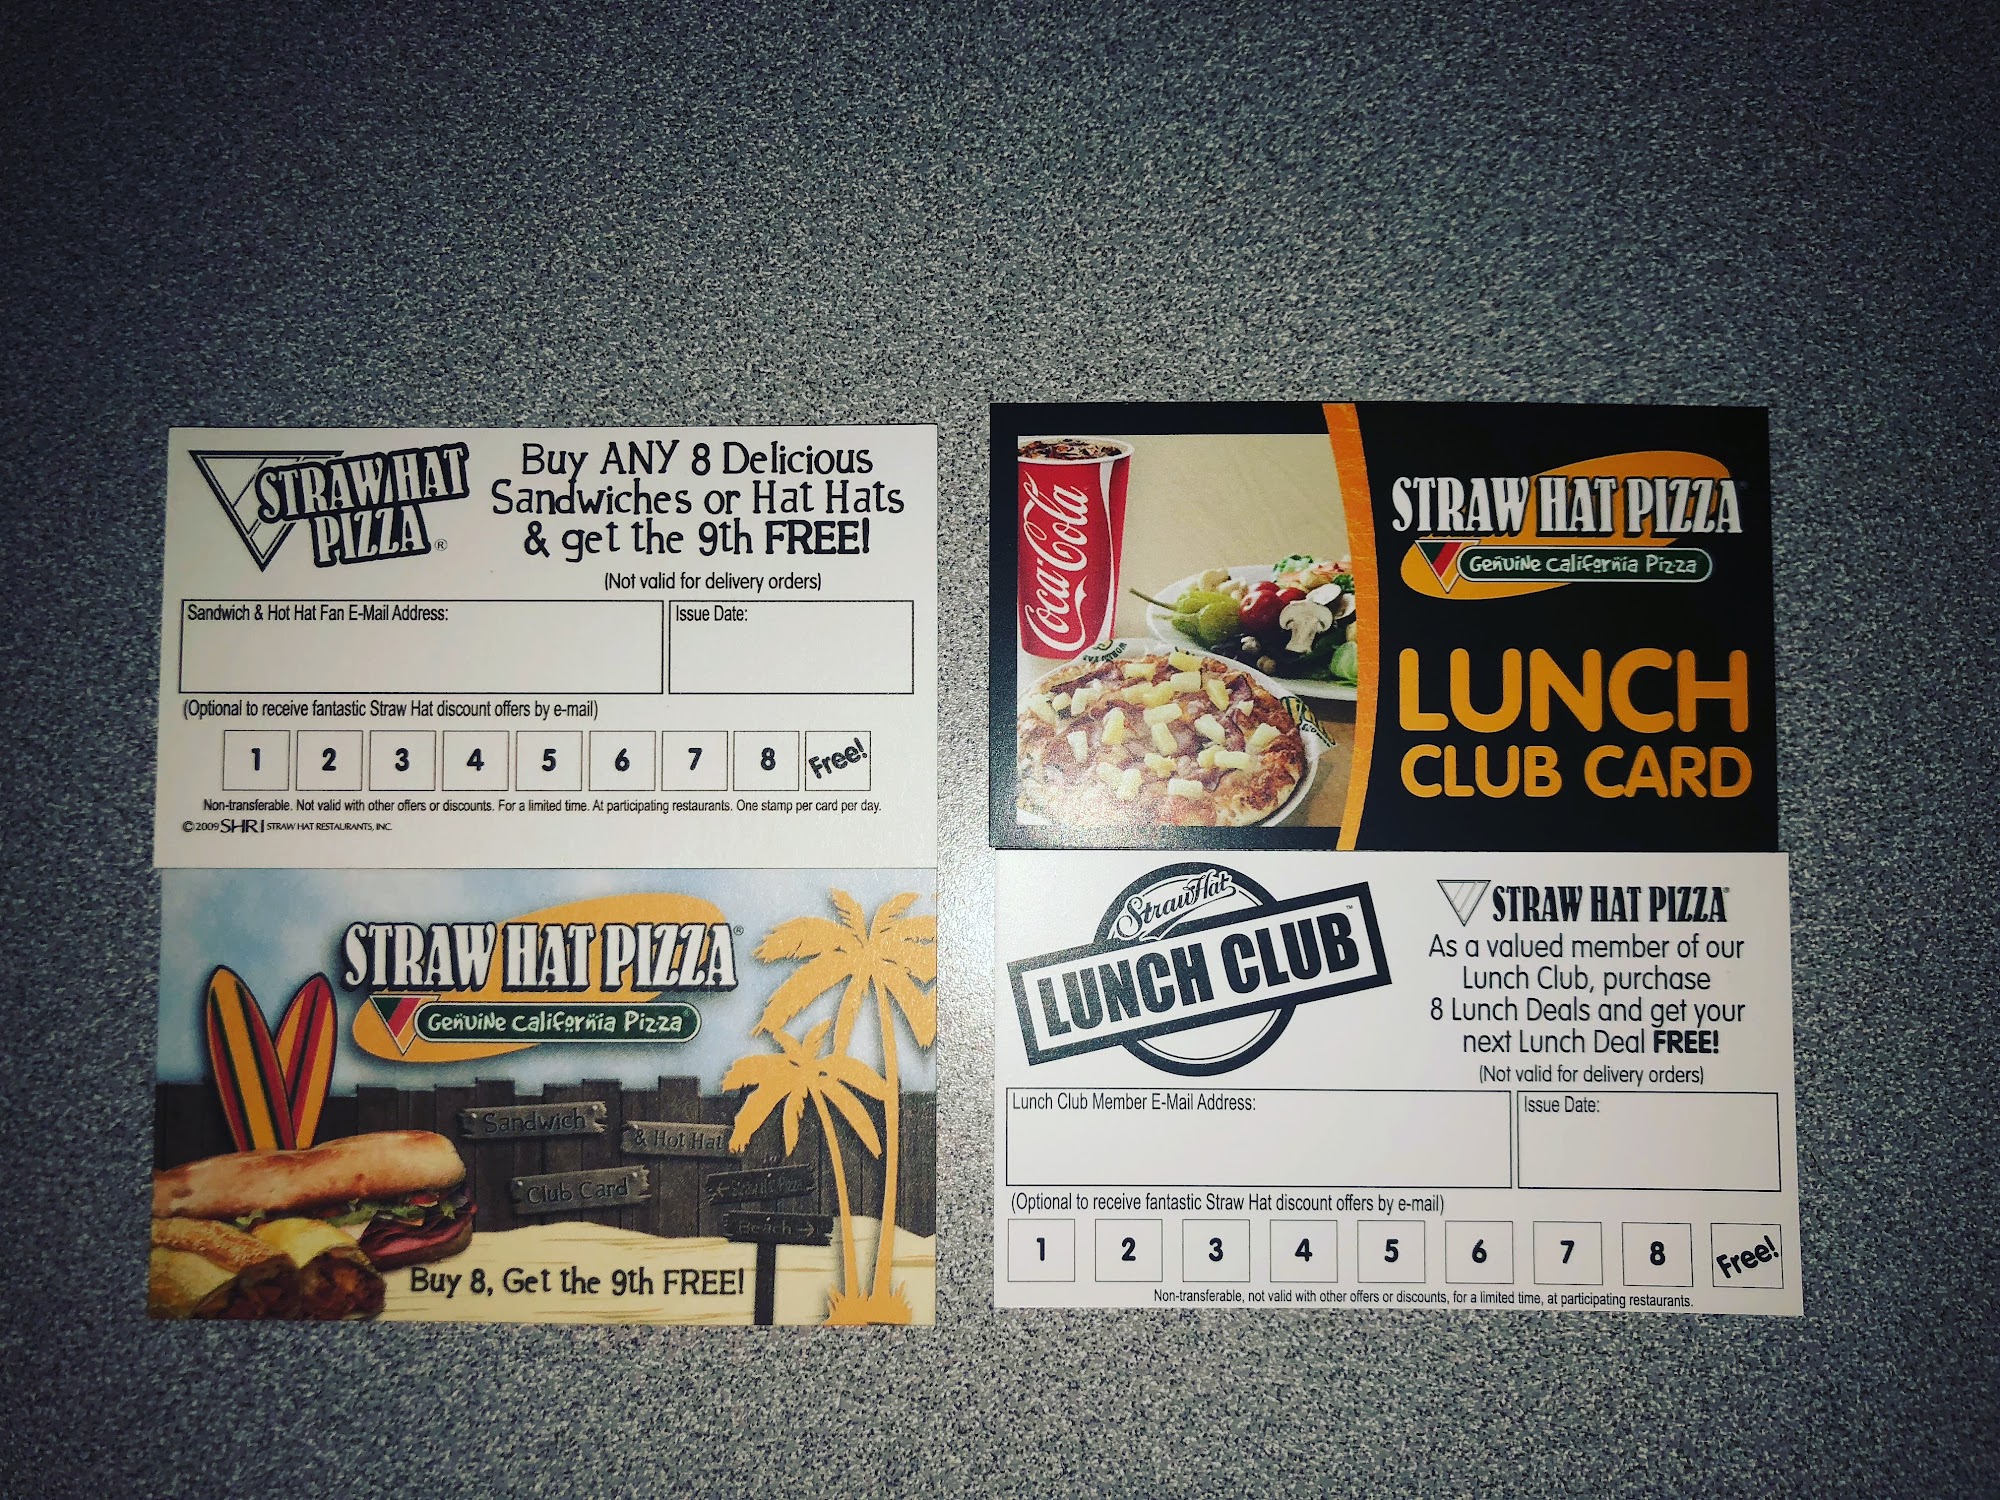 STRAW HAT
PIZZA®
Buy ANY 8 Delicious
Sandwiches or Hat Hats
& get the 9th FREE!
(Not valid for delivery orders)
Sandwich & Hot Hat Fan E-Mail Address:
Issue Date:
(Optional to receive fantastic Straw Hat discount offers by e-mail)
1 2 3 4 5 6 7 8 Free!
Non-transferable. Not valid with other offers or discounts. For a limited time. At participating restaurants. One stamp per card per day.
©2009 SHRI STRAW HAT RESTAURANTS, INC.
STRAW HAT PIZZA®
Genuine California Pizza®
Sandwich
& Hot Hat
Club Card
Beach →
Buy 8, Get the 9th FREE!
Coca-Cola
STRAW HAT PIZZA
Genuine California Pizza
LUNCH
CLUB CARD
Straw Hat
LUNCH CLUB™
STRAW HAT PIZZA®
As a valued member of our
Lunch Club, purchase
8 Lunch Deals and get your
next Lunch Deal FREE!
(Not valid for delivery orders)
Lunch Club Member E-Mail Address:
Issue Date:
(Optional to receive fantastic Straw Hat discount offers by e-mail)
1 2 3 4 5 6 7 8 Free!
Non-transferable, not valid with other offers or discounts, for a limited time, at participating restaurants.